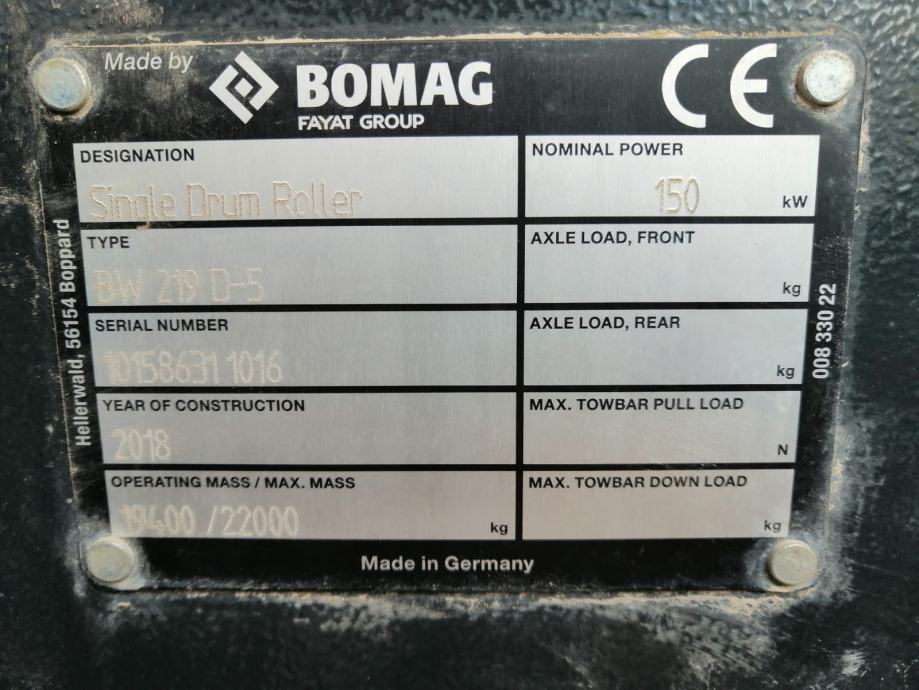 Made by
BOMAG
FAYAT GROUP
CE
DESIGNATION
Single Drum Roller
NOMINAL POWER
150 kW
TYPE
BW 219 D-5
AXLE LOAD, FRONT
kg
SERIAL NUMBER
101586311016
AXLE LOAD, REAR
kg
YEAR OF CONSTRUCTION
2018
MAX. TOWBAR PULL LOAD
N
OPERATING MASS / MAX. MASS
19400 /22000 kg
MAX. TOWBAR DOWN LOAD
kg
Made in Germany
Hellerwald, 56154 Boppard
008 330 22